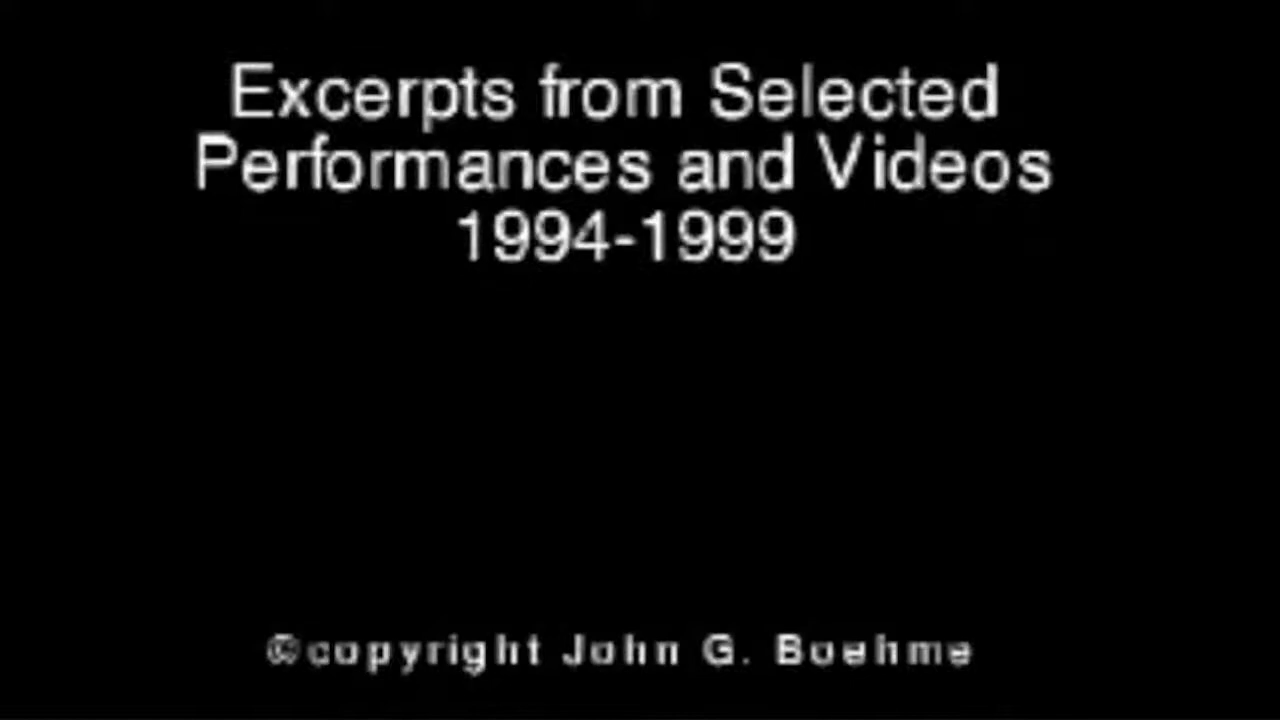 Excerpts from Selected
Performances and Videos
1994-1999
©copyright John G. Boehme